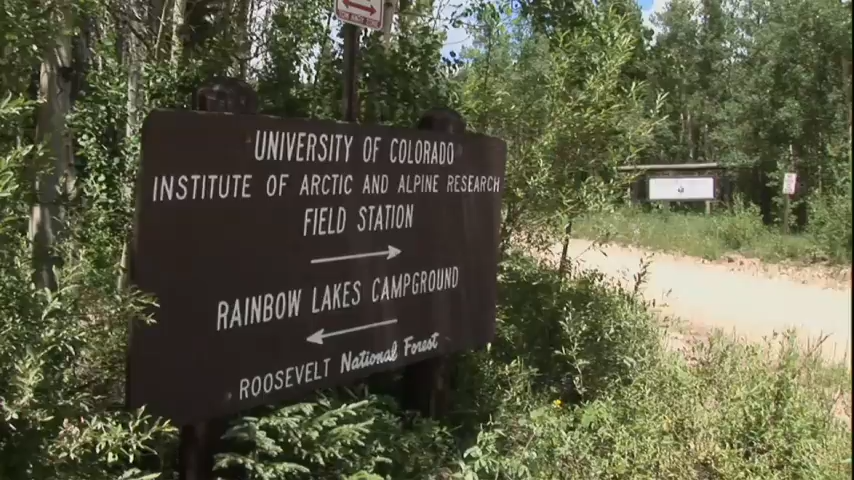 UNIVERSITY OF COLORADO
INSTITUTE OF ARCTIC AND ALPINE RESEARCH
FIELD STATION
RAINBOW LAKES CAMPGROUND
ROOSEVELT National Forest